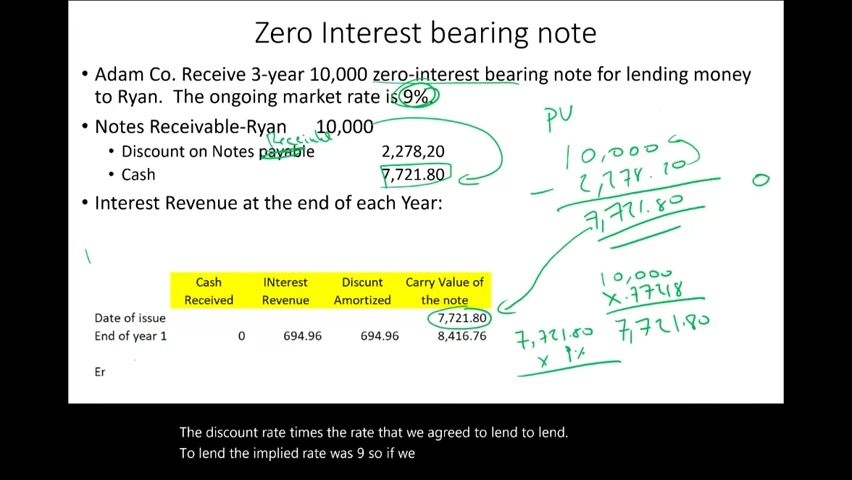 Zero Interest bearing note
• Adam Co. Receive 3-year 10,000 zero-interest bearing note for lending money
to Ryan. The ongoing market rate is 9%.
PV
• Notes Receivable-Ryan 10,000
Receivable
• Discount on Notes payable 2,278,20
• Cash 7,721.80
10,000
- 2,278.20
7,721.80
0
• Interest Revenue at the end of each Year:
Cash Received INterest Revenue Discunt Amortized Carry Value of the note
Date of issue 7,721.80
End of year 1 0 694.96 694.96 8,416.76
Er
10,000
x .77218
7,721.80
7,721.80
x 9%
The discount rate times the rate that we agreed to lend to lend.
To lend the implied rate was 9 so if we